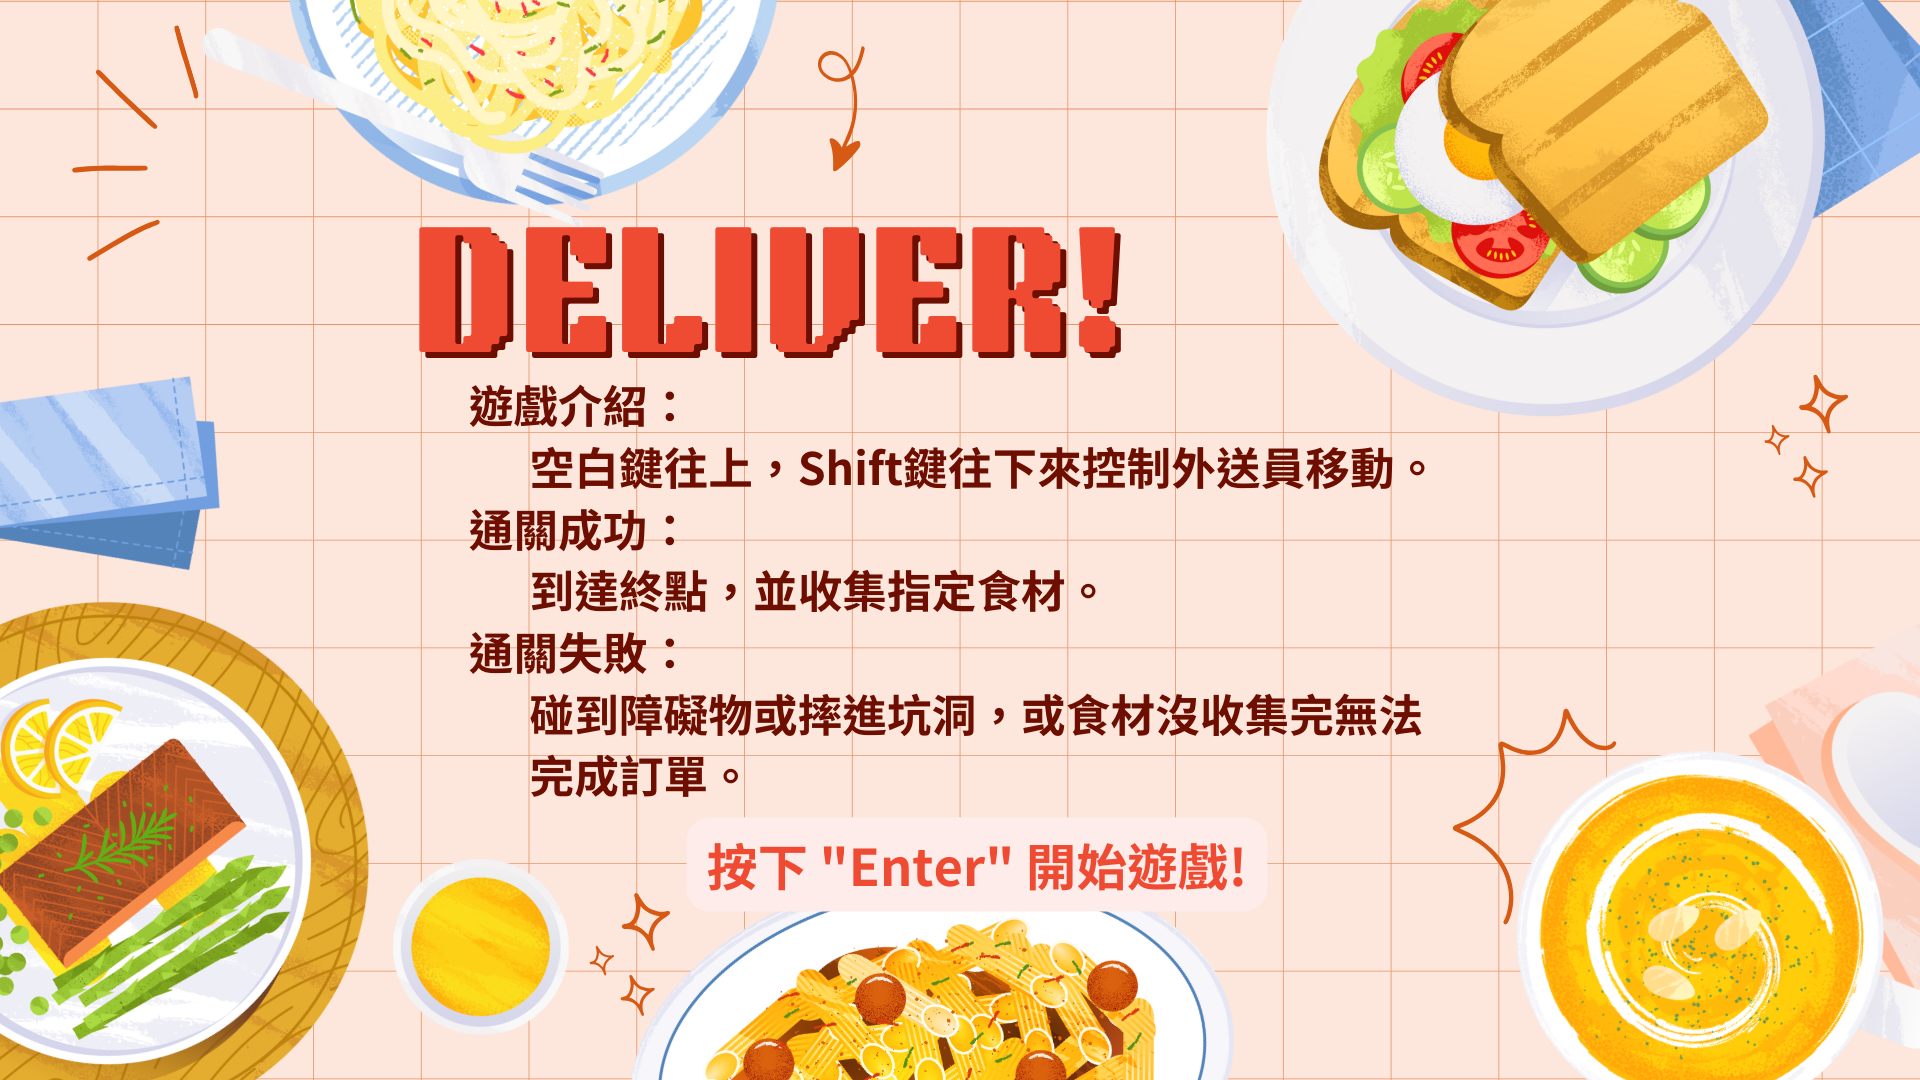 DELIVER!
遊戲介紹：
空白鍵往上，Shift鍵往下來控制外送員移動。
通關成功：
到達終點，並收集指定食材。
通關失敗：
碰到障礙物或摔進坑洞，或食材沒收集完無法
完成訂單。
按下 "Enter" 開始遊戲!